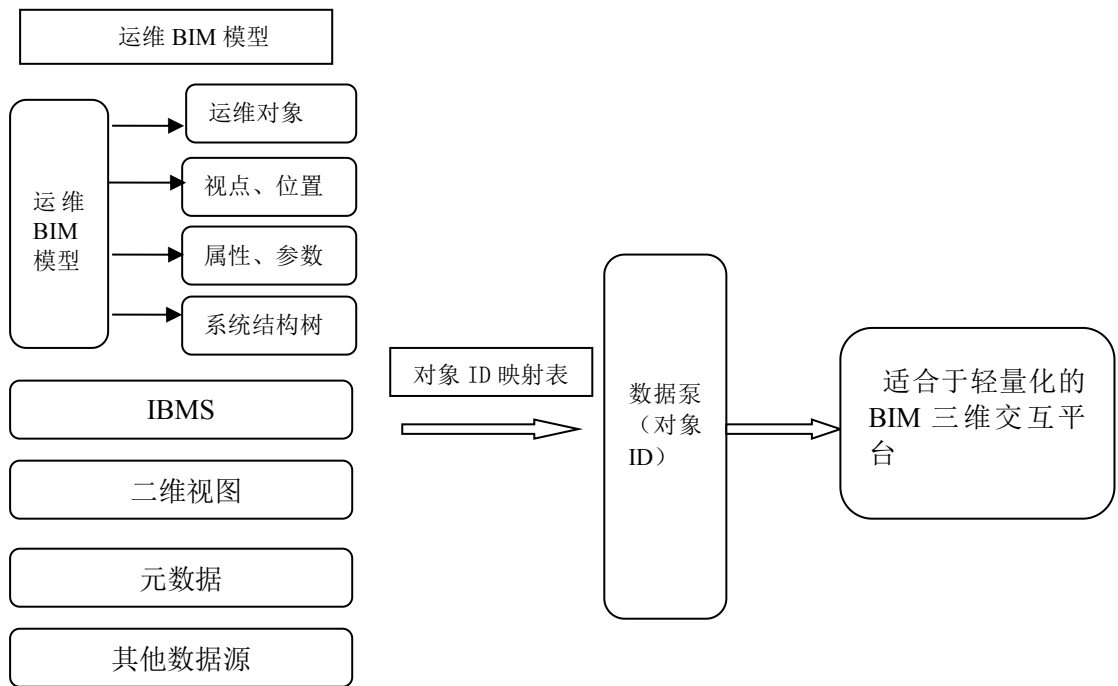 运维 BIM 模型
运维
BIM
模型
运维对象
视点、位置
属性、参数
系统结构树
IBMS
二维视图
元数据
其他数据源
对象 ID 映射表
数据泵
（对象
ID）
适合于轻量化的
BIM 三维交互平
台